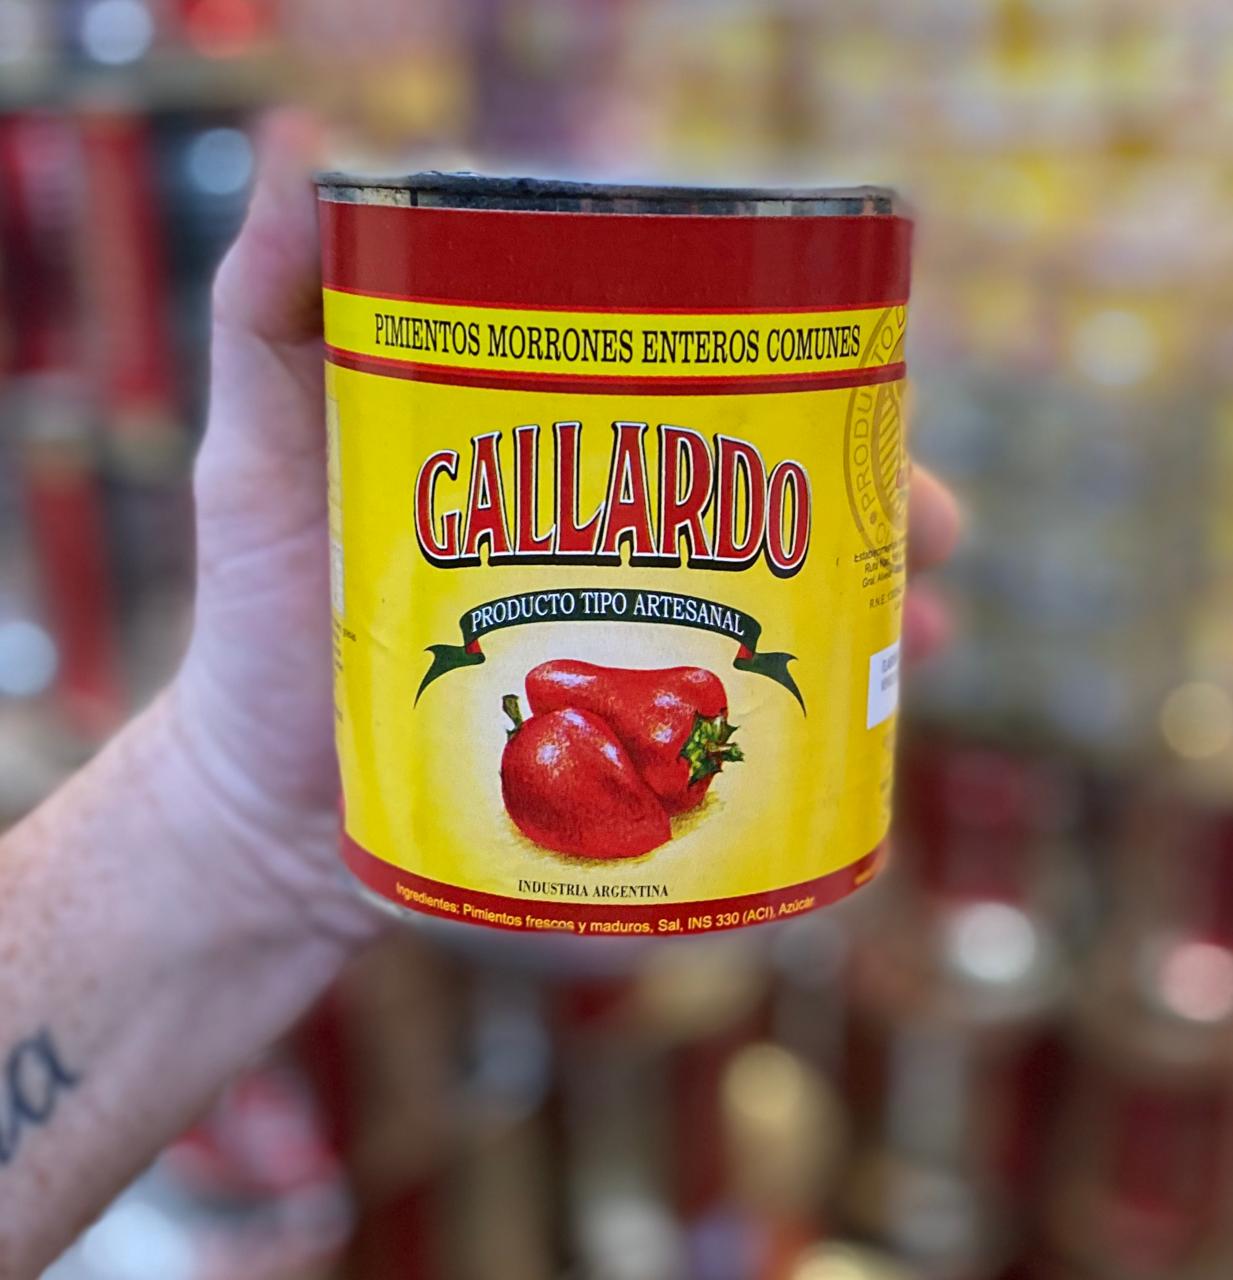 PIMIENTOS MORRONES ENTEROS COMUNES
GALLARDO
PRODUCTO TIPO ARTESANAL
INDUSTRIA ARGENTINA
Ingredientes: Pimientos frescos y maduros, Sal, INS 330 (ACI), Azúcar.